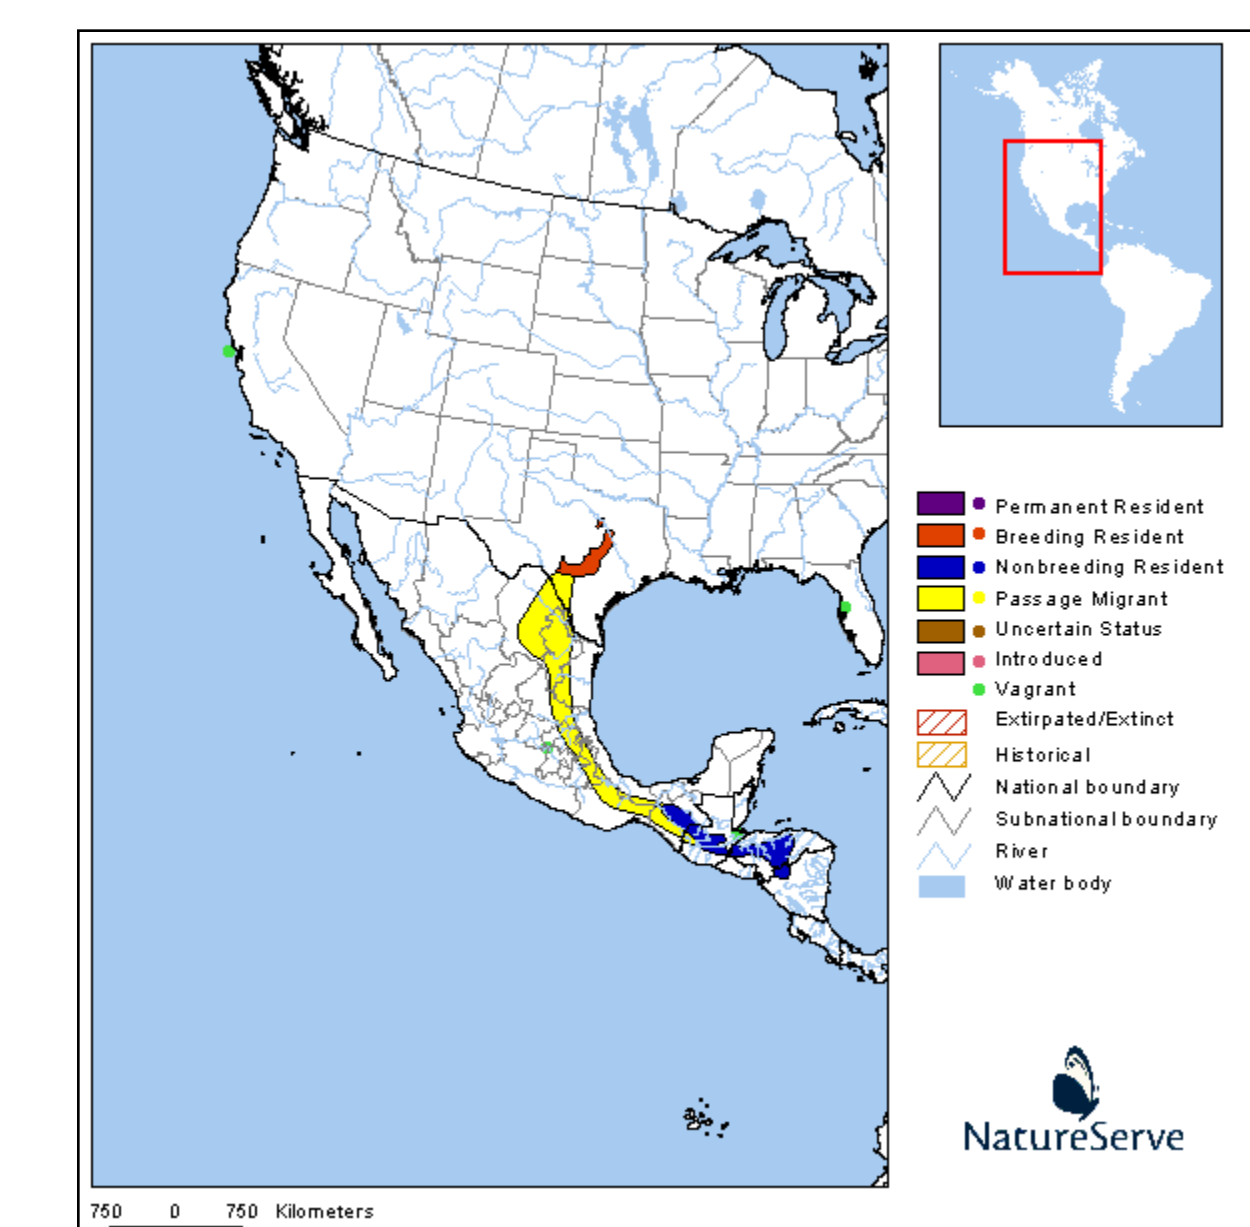 Permanent Resident
Breeding Resident
Nonbreeding Resident
Passage Migrant
Uncertain Status
Introduced
Vagrant
Extirpated/Extinct
Historical
National boundary
Subnational boundary
River
Water body
NatureServe
750 0 750 Kilometers